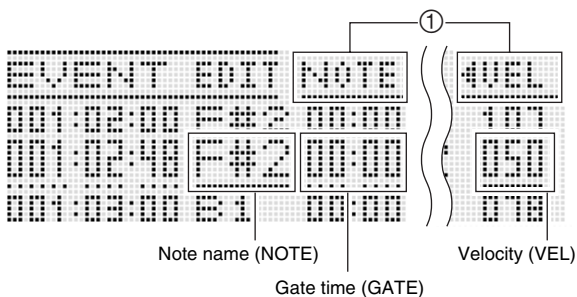 ①
EVENT EDIT NOTE ◀VEL
001:02:00 F#2 00:00 107
001:02:48 F#2 00:00 050
001:03:00 B1 00:00 078
Note name (NOTE) Velocity (VEL)
Gate time (GATE)